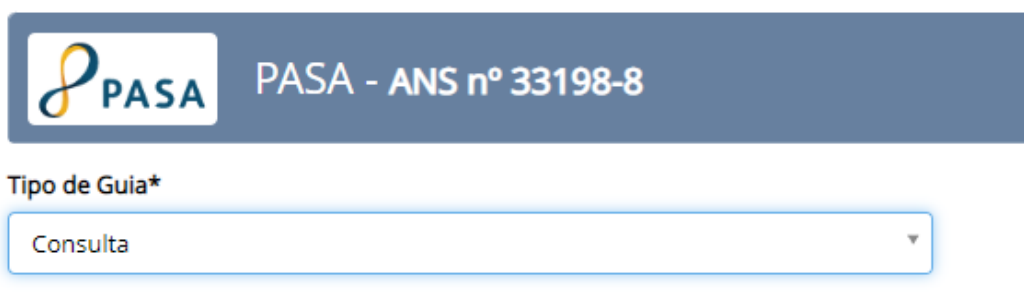 PASA
PASA - ANS nº 33198-8
Tipo de Guia*
Consulta